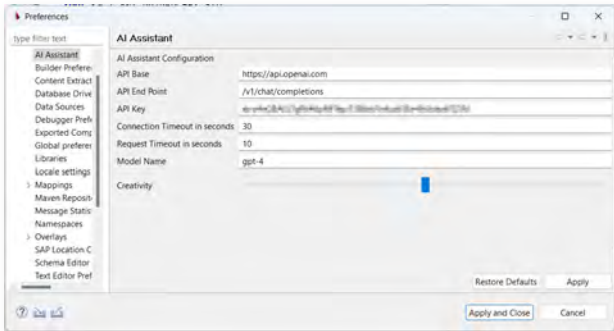 Preferences
type filter text
AI Assistant
AI Assistant
Builder Prefere
Content Extract
Database Drive
Data Sources
Debugger Prefe
Exported Comp
Global preferer
Libraries
Locale settings
Mappings
Maven Reposit
Message Statis
Namespaces
Overlays
SAP Location C
Schema Editor
Text Editor Pref
AI Assistant Configuration
API Base https://api.openai.com
API End Point /v1/chat/completions
API Key
Connection Timeout in seconds 30
Request Timeout in seconds 10
Model Name gpt-4
Creativity
Restore Defaults Apply
Apply and Close Cancel